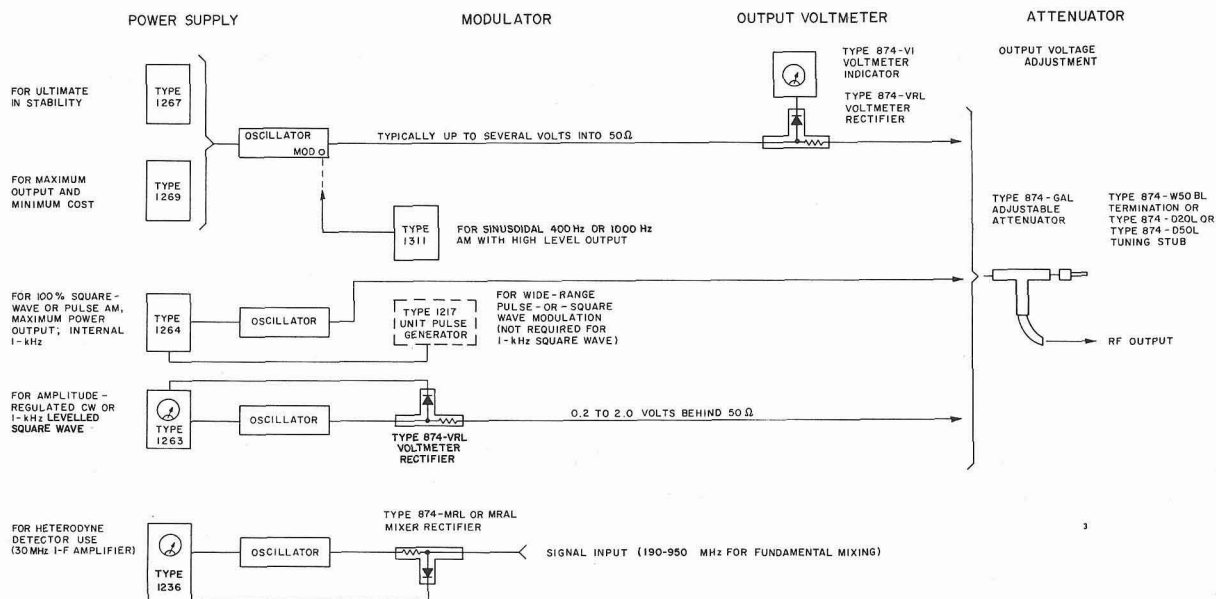 POWER SUPPLY
MODULATOR
OUTPUT VOLTMETER
ATTENUATOR
FOR ULTIMATE
IN STABILITY
TYPE
1267
FOR MAXIMUM
OUTPUT AND
MINIMUM COST
TYPE
1269
OSCILLATOR
MOD
TYPICALLY UP TO SEVERAL VOLTS INTO 50Ω
TYPE 874-VI
VOLTMETER
INDICATOR
TYPE 874-VRL
VOLTMETER
RECTIFIER
OUTPUT VOLTAGE
ADJUSTMENT
TYPE
1311
FOR SINUSOIDAL 400Hz OR 1000 Hz
AM WITH HIGH LEVEL OUTPUT
TYPE 874-GAL
ADJUSTABLE
ATTENUATOR
TYPE 874-W50 BL
TERMINATION OR
TYPE 874-D20L OR
TYPE 874-D50L
TUNING STUB
RF OUTPUT
FOR 100% SQUARE-
WAVE OR PULSE AM,
MAXIMUM POWER
OUTPUT; INTERNAL
1-kHz
TYPE
1264
OSCILLATOR
TYPE 1217
UNIT PULSE
GENERATOR
FOR WIDE-RANGE
PULSE-OR-SQUARE
WAVE MODULATION
(NOT REQUIRED FOR
1-kHz SQUARE WAVE)
FOR AMPLITUDE-
REGULATED CW OR
1-kHz LEVELLED
SQUARE WAVE
TYPE
1263
OSCILLATOR
TYPE 874-VRL
VOLTMETER
RECTIFIER
0.2 TO 2.0 VOLTS BEHIND 50Ω
FOR HETERODYNE
DETECTOR USE
(30MHz I-F AMPLIFIER)
TYPE
1236
OSCILLATOR
TYPE 874-MRL OR MRAL
MIXER RECTIFIER
SIGNAL INPUT (190-950 MHz FOR FUNDAMENTAL MIXING)
3